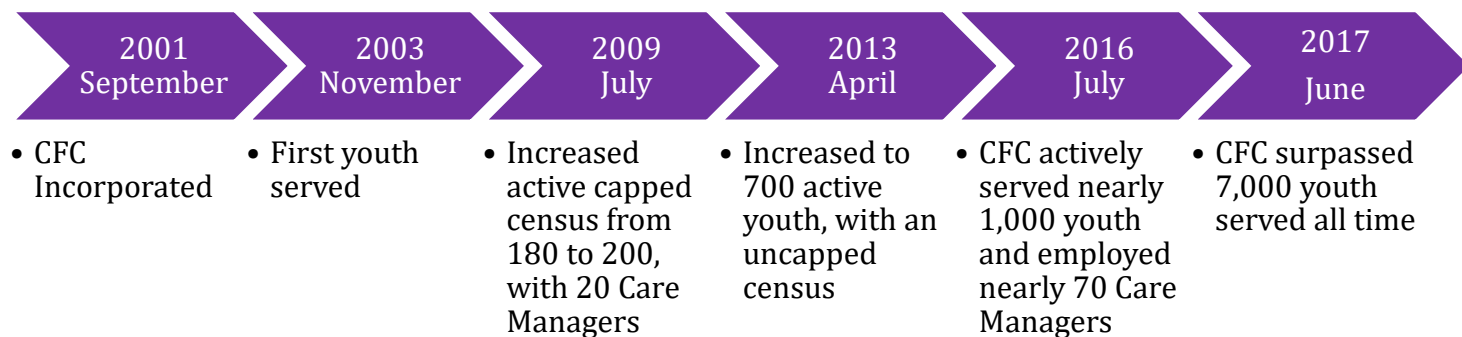 2001
September
• CFC
Incorporated
2003
November
• First youth
served
2009
July
• Increased
active capped
census from
180 to 200,
with 20 Care
Managers
2013
April
• Increased to
700 active
youth, with an
uncapped
census
2016
July
• CFC actively
served nearly
1,000 youth
and employed
nearly 70 Care
Managers
2017
June
• CFC surpassed
7,000 youth
served all time